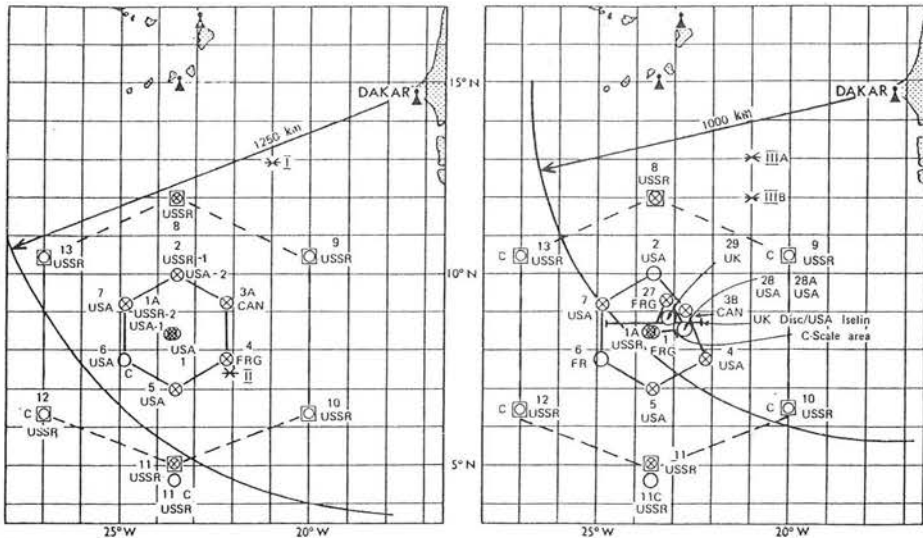 DAKAR
15° N
1250 km
I
USSR
8
13
USSR
9
USSR
2
USSR-1
USA-2
10° N
7
USA
1A
USSR-2
USA-1
3A
CAN
USA
1
6
USA
C
4
FRG
II
5
USA
12
C
USSR
10
USSR
11
USSR
5° N
11 C
USSR
25° W
20° W
DAKAR
1000 km
IIIA
8
USSR
IIIB
C
13
USSR
2
USA
29
UK
C
9
USSR
7
USA
27
FRG
28
USA
28A
USA
3B
CAN
UK Disc/USA Iselin
C-Scale area
1A
USSR
1
FRG
6
FR
4
USA
5
USA
C
12
USSR
C
10
USSR
11
USSR
11C
USSR
25° W
20° W